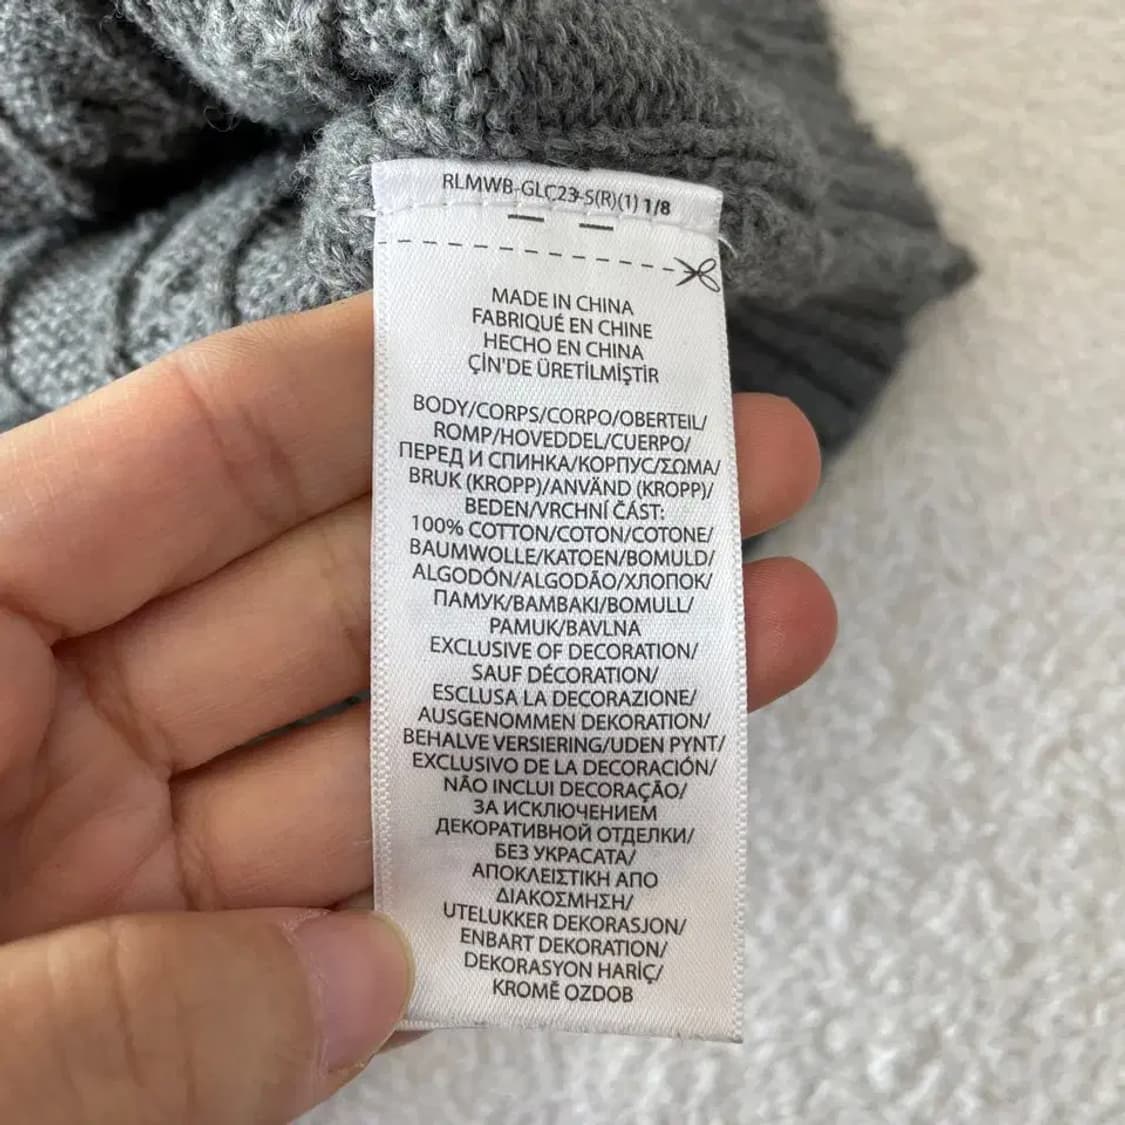 RLMWB-GLC23-S(R)(1) 1/8
MADE IN CHINA
FABRIQUÉ EN CHINE
HECHO EN CHINA
ÇİN'DE ÜRETİLMİŞTİR
BODY/CORPS/CORPO/OBERTEIL/
ROMP/HOVEDDEL/CUERPO/
ПЕРЕД И СПИНКА/КОРПУС/ΣΩΜΑ/
BRUK (KROPP)/ANVÄND (KROPP)/
BEDEN/VRCHNÍ ČÁST:
100% COTTON/COTON/COTONE/
BAUMWOLLE/KATOEN/BOMULD/
ALGODÓN/ALGODÃO/ХЛОПОК/
ПАМУК/ΒΑΜΒΑΚΙ/BOMULL/
PAMUK/BAVLNA
EXCLUSIVE OF DECORATION/
SAUF DÉCORATION/
ESCLUSA LA DECORAZIONE/
AUSGENOMMEN DEKORATION/
BEHALVE VERSIERING/UDEN PYNT/
EXCLUSIVO DE LA DECORACIÓN/
NÃO INCLUI DECORAÇÃO/
ЗА ИСКЛЮЧЕНИЕМ
ДЕКОРАТИВНОЙ ОТДЕЛКИ/
БЕЗ УКРАСАТА/
ΑΠΟΚΛΕΙΣΤΙΚΗ ΑΠΟ
ΔΙΑΚΟΣΜΗΣΗ/
UTELUKKER DEKORASJON/
ENBART DEKORATION/
DEKORASYON HARİÇ/
KROMĚ OZDOB